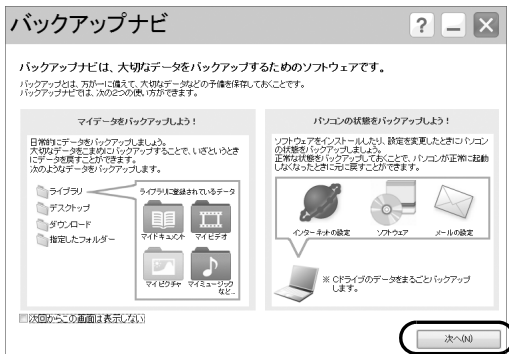 バックアップナビ
? – ×
バックアップナビは、大切なデータをバックアップするためのソフトウェアです。
バックアップとは、万が一に備えて、大切なデータなどの予備を保存しておくことです。
バックアップナビでは、次の2つの使い方ができます。
マイデータをバックアップしよう!
日常的にデータをバックアップしましょう。
大切なデータをこまめにバックアップすることで、いざというとき
にデータを戻すことができます。
次のようなデータをバックアップします。
ライブラリ
デスクトップ
ダウンロード
指定したフォルダー
ライブラリに登録されているデータ
マイドキュメント マイビデオ
マイピクチャ マイミュージック
など...
パソコンの状態をバックアップしよう!
ソフトウェアをインストールしたり、設定を変更したときにパソコン
の状態をバックアップしましょう。
正常な状態をバックアップしておくことで、パソコンが正常に起動
しなくなったときに元に戻すことができます。
インターネットの設定 ソフトウェア メールの設定
※ Cドライブのデータをまるごとバックアップ
します。
次回からこの画面は表示しない
次へ(N)